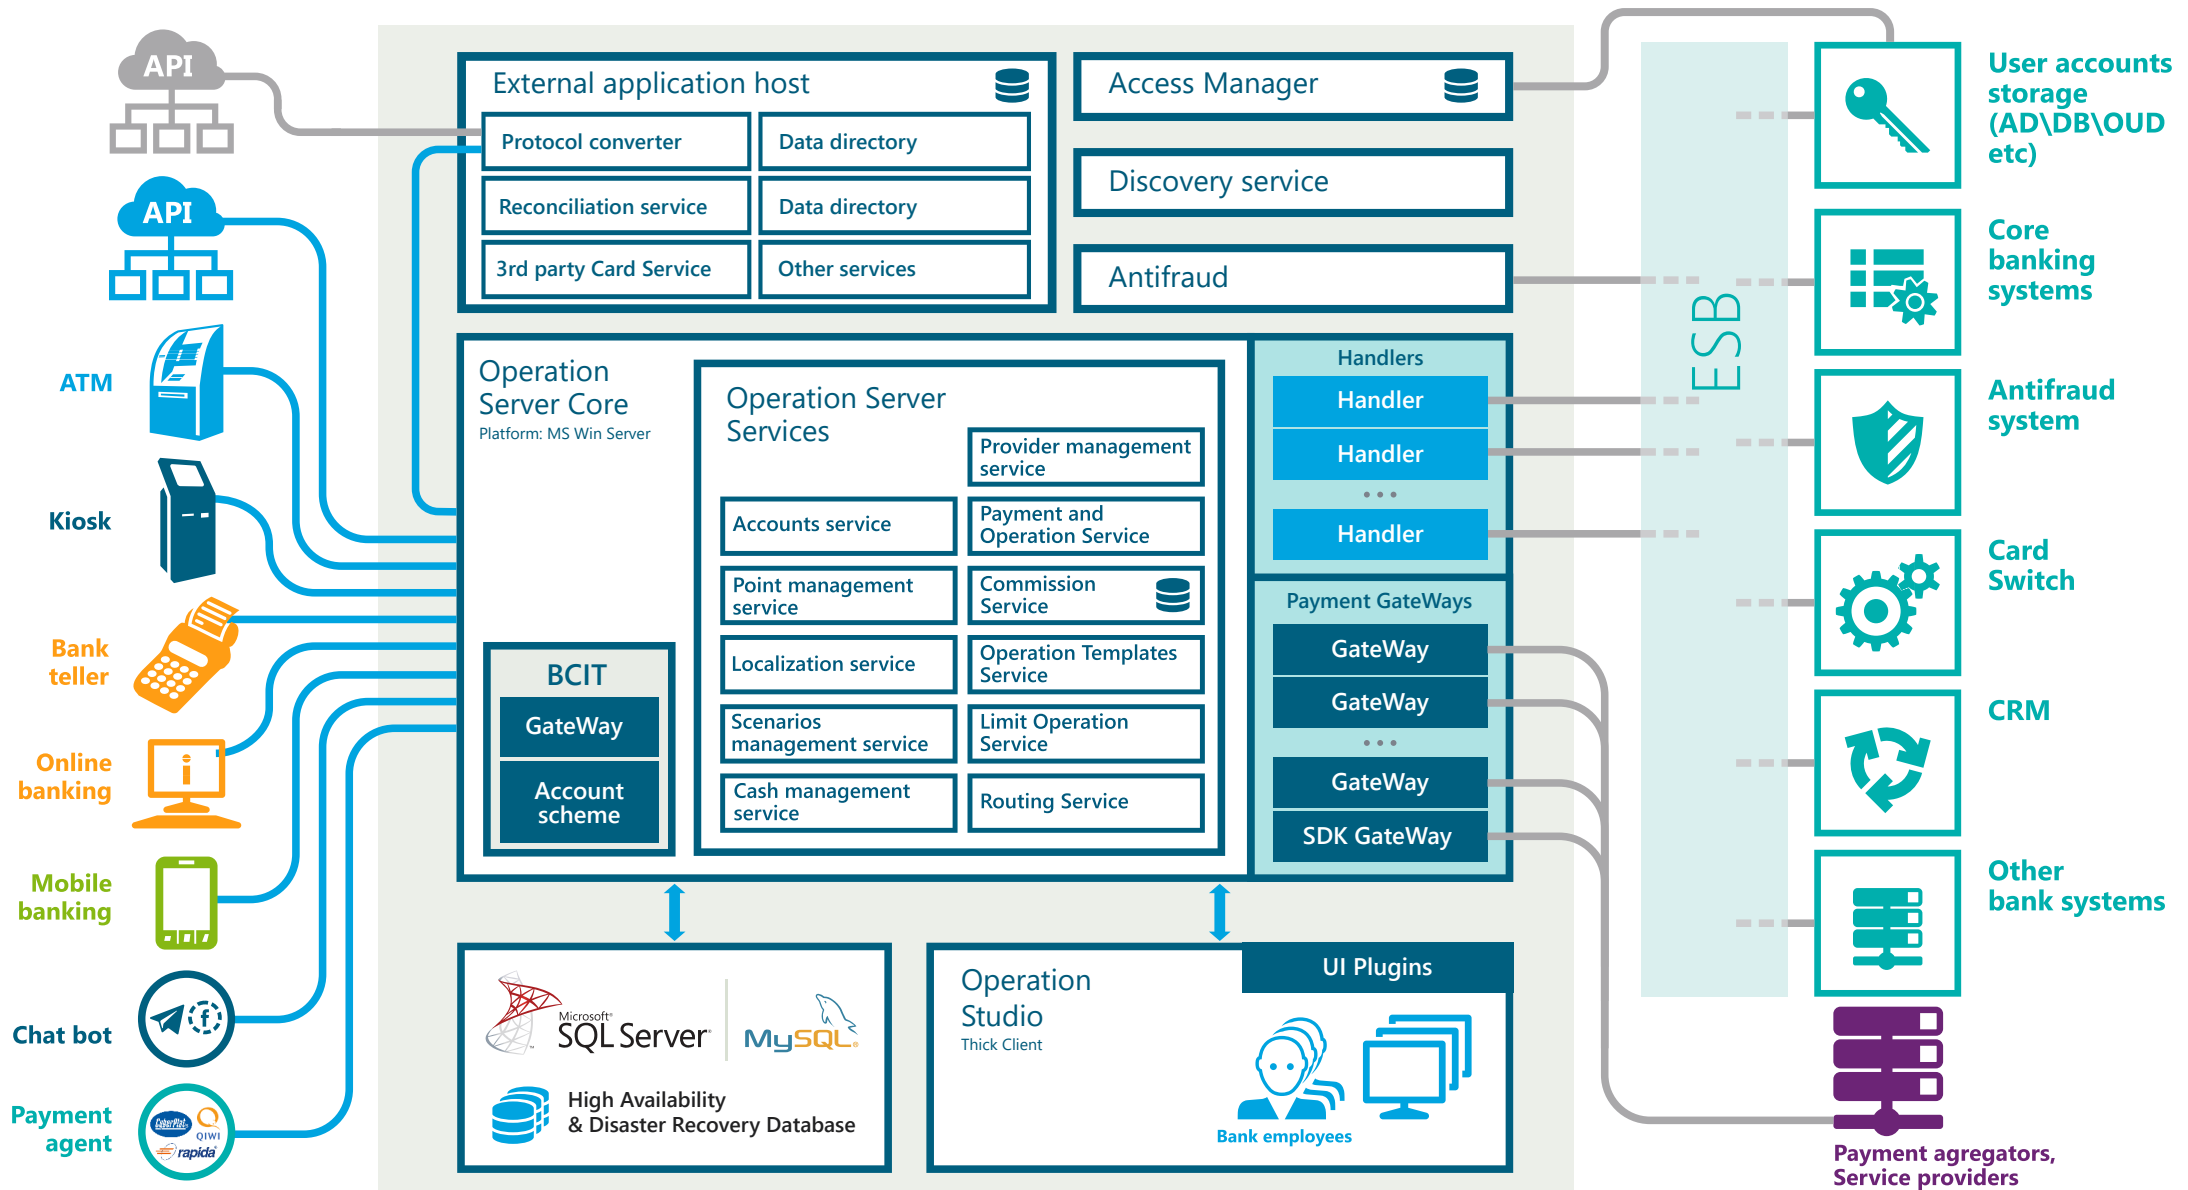 API
API
ATM
Kiosk
Bank
teller
Online
banking
i
Mobile
banking
Chat bot
f
Payment
agent
CyberPlat
QIWI
rapida
External application host
Protocol converter
Data directory
Reconciliation service
Data directory
3rd party Card Service
Other services
Access Manager
Discovery service
Antifraud
Operation
Server Core
Platform: MS Win Server
BCIT
GateWay
Account
scheme
Operation Server
Services
Provider management
service
Accounts service
Payment and
Operation Service
Point management
service
Commission
Service
Localization service
Operation Templates
Service
Scenarios
management service
Limit Operation
Service
Cash management
service
Routing Service
Handlers
Handler
Handler
...
Handler
Payment GateWays
GateWay
GateWay
...
GateWay
SDK GateWay
Microsoft®
SQL Server®
™
MySQL®
High Availability
& Disaster Recovery Database
Operation
Studio
Thick Client
UI Plugins
Bank employees
ESB
User accounts
storage
(AD\DB\OUD
etc)
Core
banking
systems
Antifraud
system
Card
Switch
CRM
Other
bank systems
Payment agregators,
Service providers